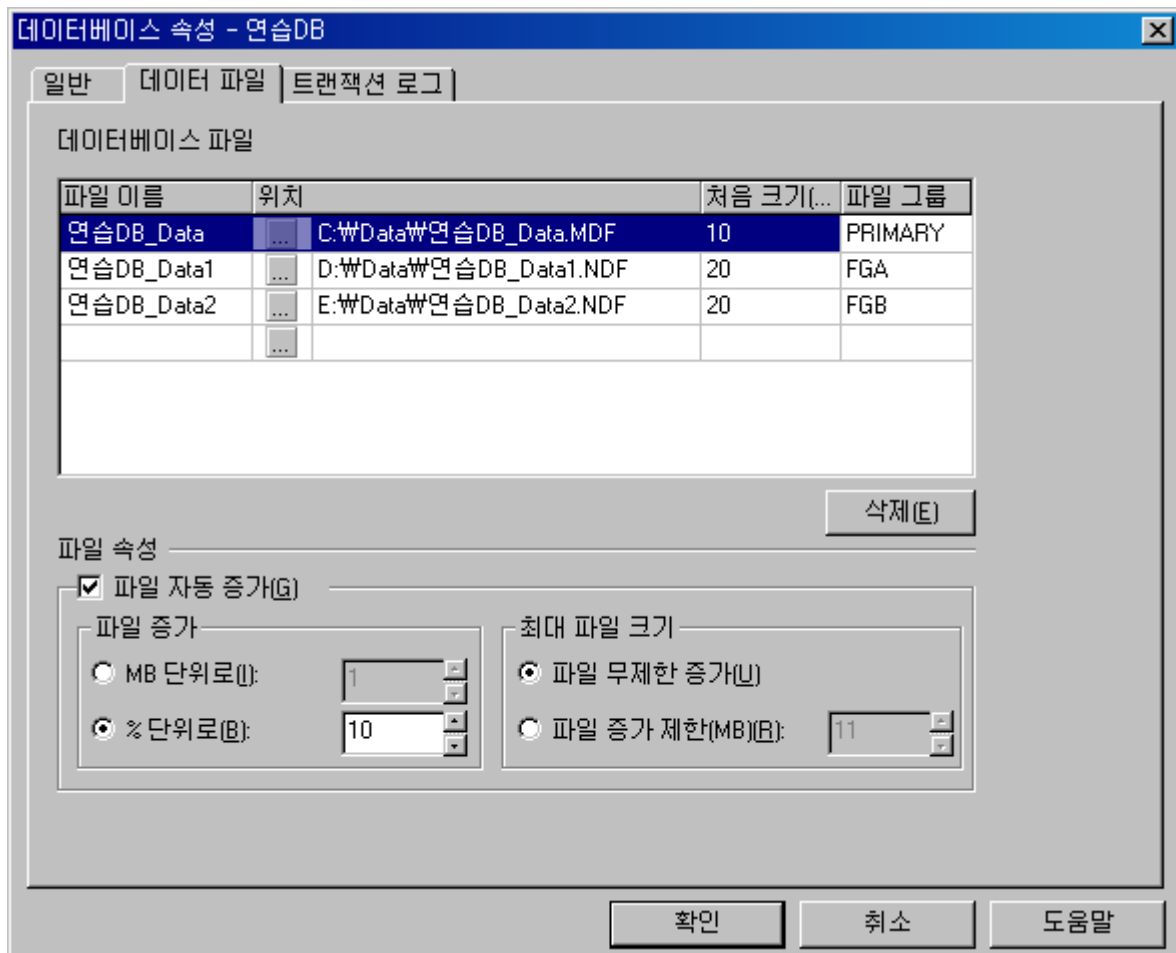 데이터베이스 속성 - 연습DB
일반 데이터 파일 트랜잭션 로그
데이터베이스 파일
파일 이름 위치 처음 크기(... 파일 그룹
연습DB_Data ... C:₩Data₩연습DB_Data.MDF 10 PRIMARY
연습DB_Data1 ... D:₩Data₩연습DB_Data1.NDF 20 FGA
연습DB_Data2 ... E:₩Data₩연습DB_Data2.NDF 20 FGB
...
삭제(E)
파일 속성
파일 자동 증가(G)
파일 증가 최대 파일 크기
MB 단위로(I): 1 파일 무제한 증가(U)
% 단위로(B): 10 파일 증가 제한(MB)(R): 11
확인 취소 도움말